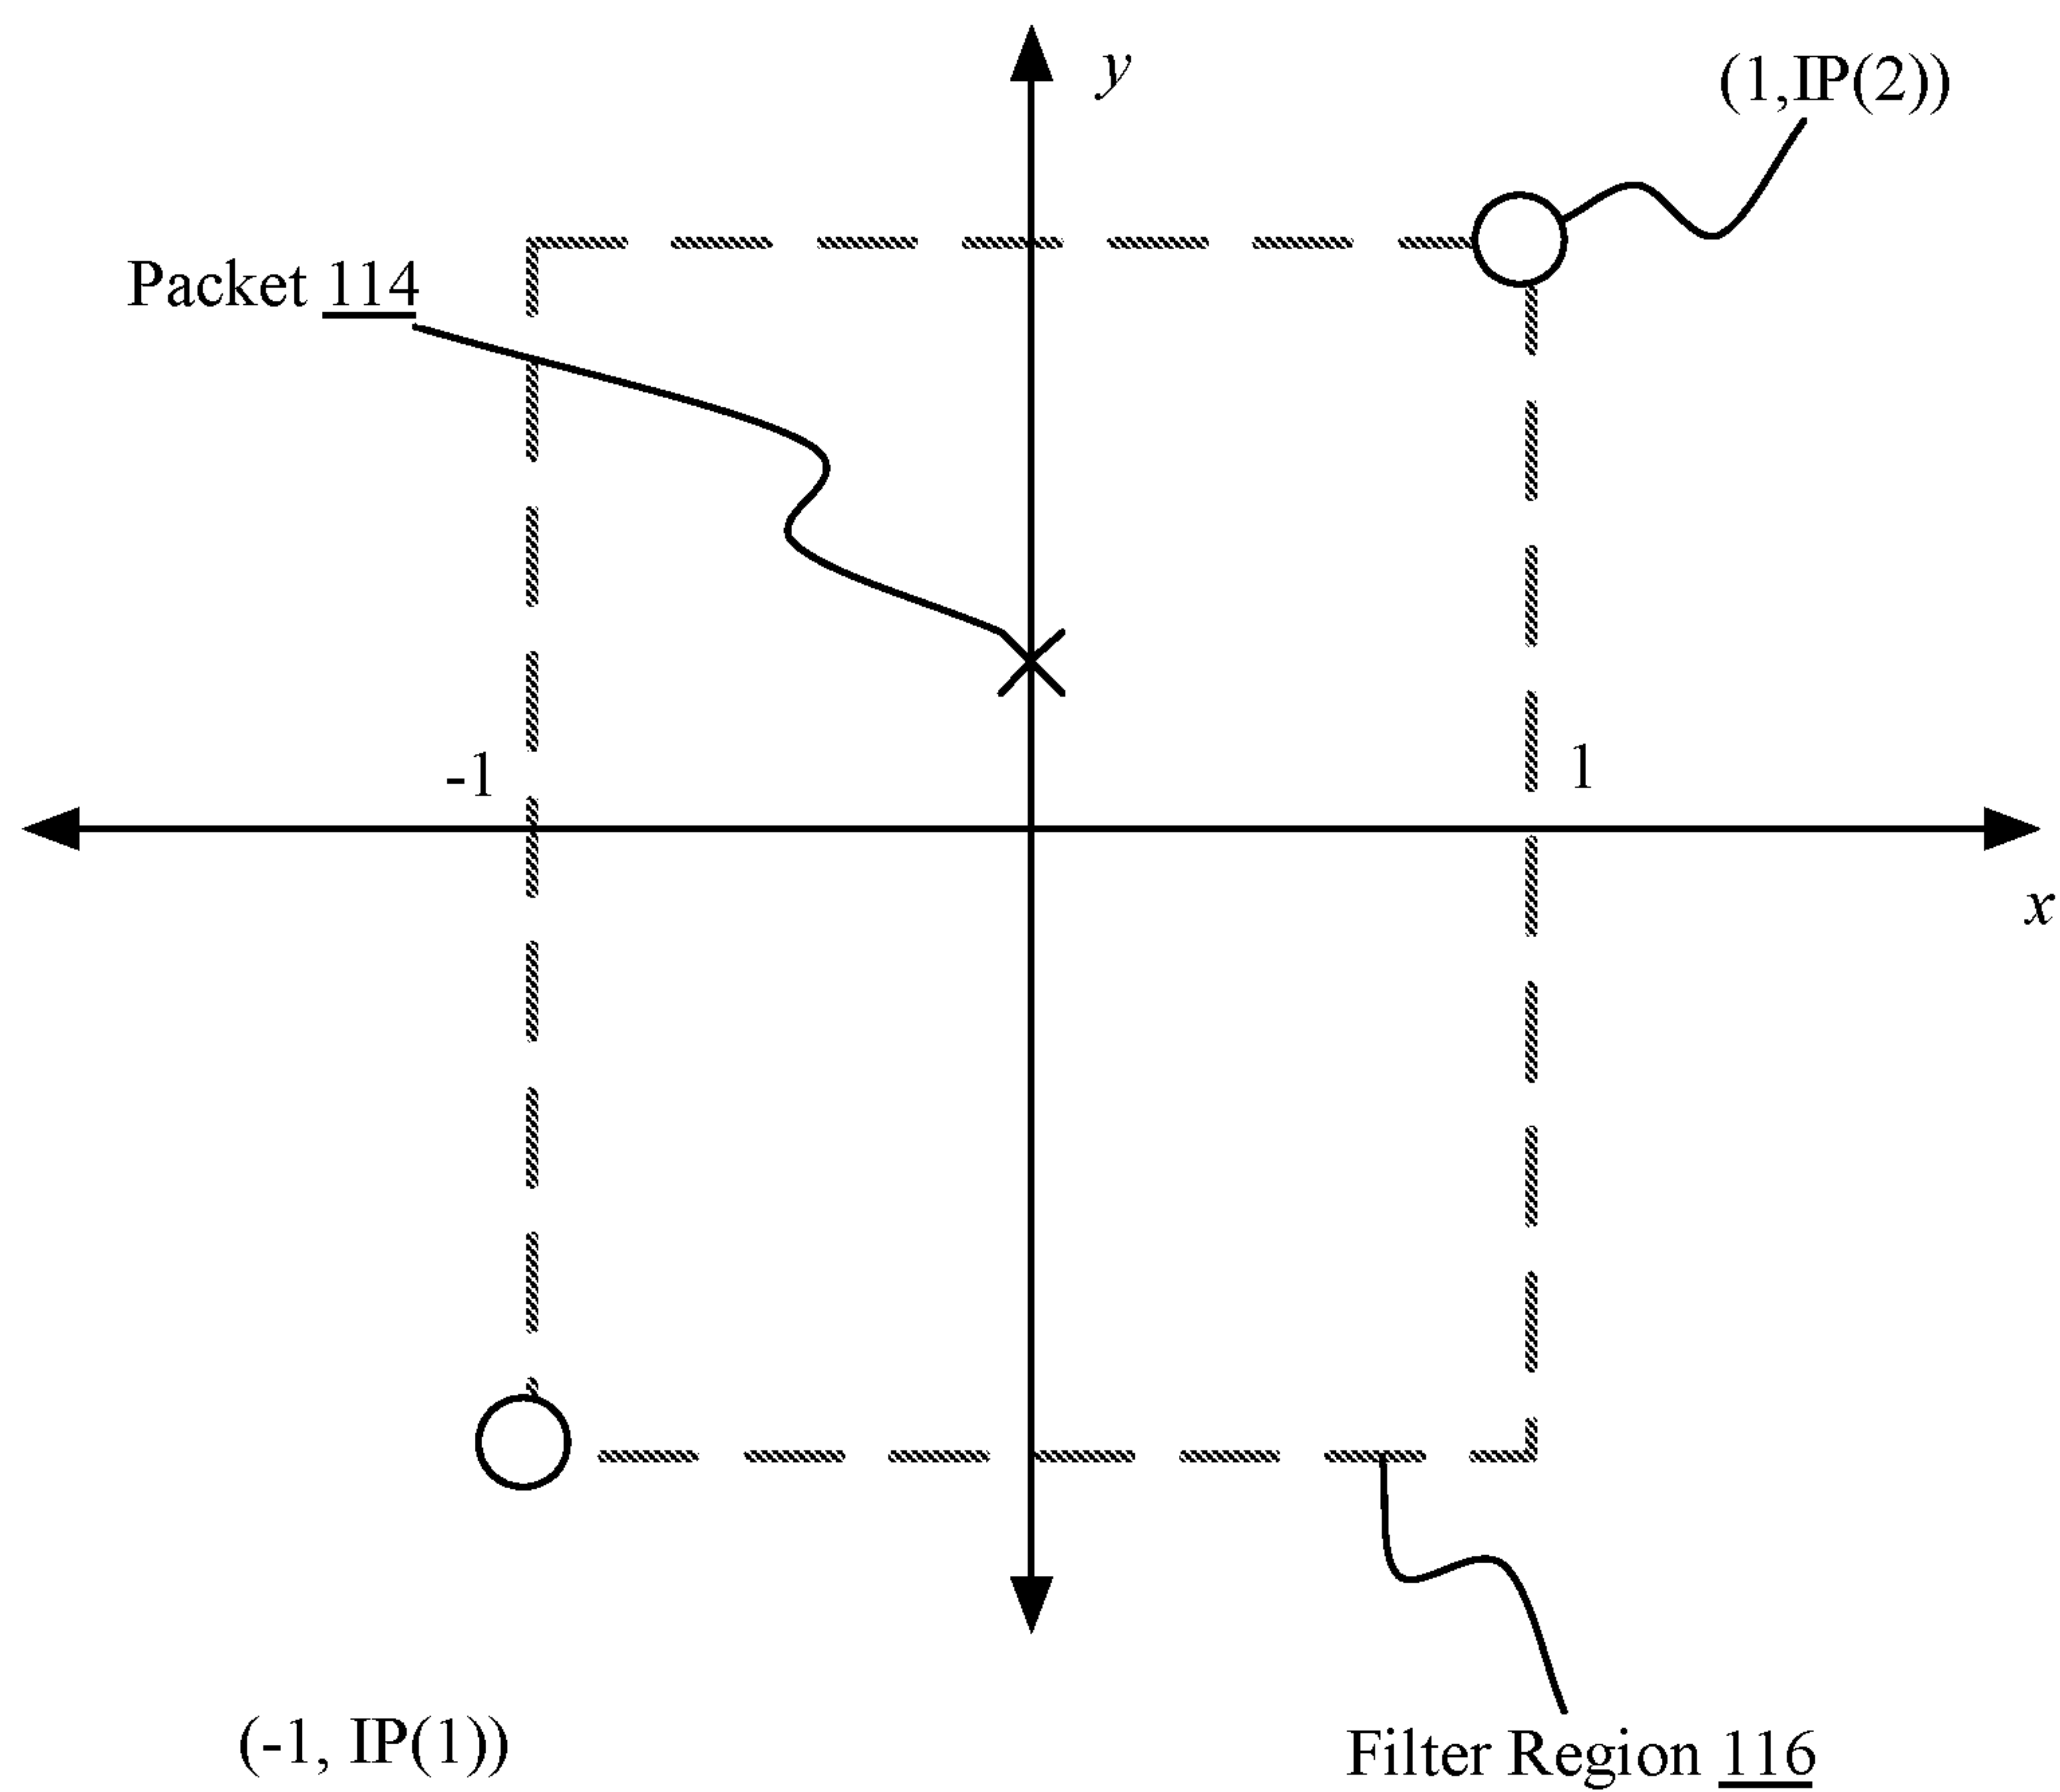 y
(1,IP(2))
Packet 114
-1
1
x
(-1, IP(1))
Filter Region 116